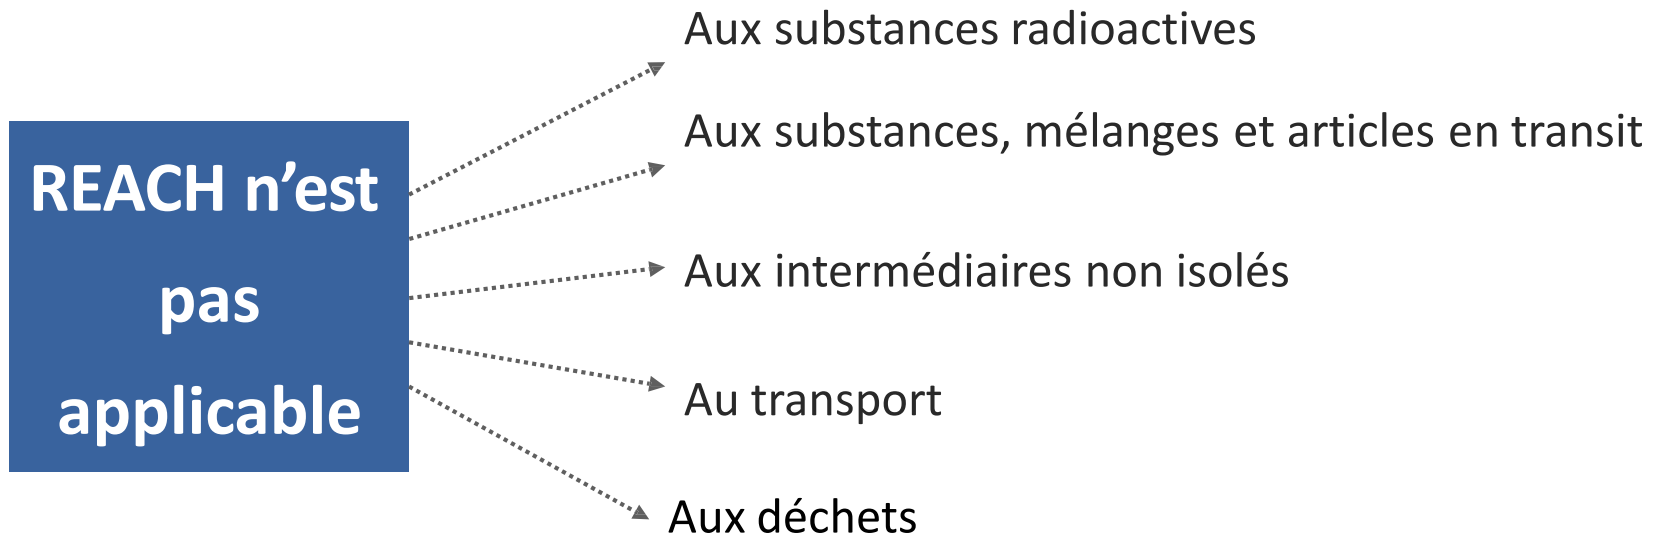 REACH n’est
pas
applicable
Aux substances radioactives
Aux substances, mélanges et articles en transit
Aux intermédiaires non isolés
Au transport
Aux déchets